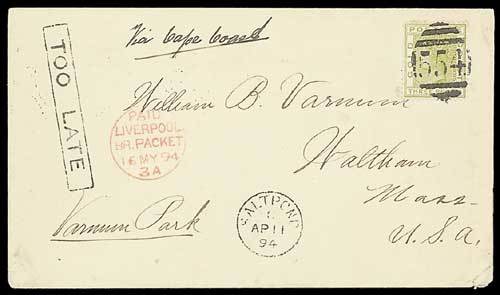 Via Cape Coast
TOO LATE
554
THREE
William B. Varnum
PAID
LIVERPOOL
BR. PACKET
16 MY 94
3A
Waltham
Mass
Varnum Park
SALTPOND
AP 11
94
U.S.A.